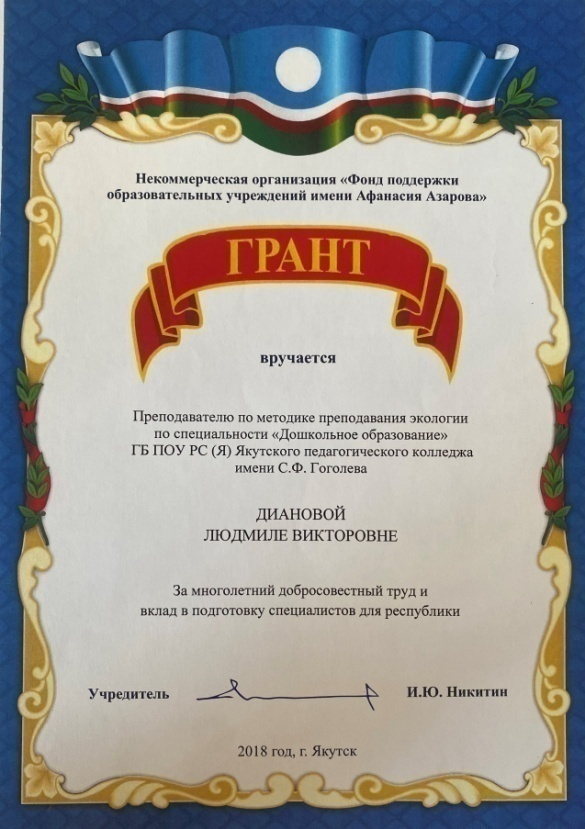 Некоммерческая организация «Фонд поддержки
образовательных учреждений имени Афанасия Азарова»
ГРАНТ
вручается
Преподавателю по методике преподавания экологии
по специальности «Дошкольное образование»
ГБ ПОУ РС (Я) Якутского педагогического колледжа
имени С.Ф. Гоголева
ДИАНОВОЙ
ЛЮДМИЛЕ ВИКТОРОВНЕ
За многолетний добросовестный труд и
вклад в подготовку специалистов для республики
Учредитель И.Ю. Никитин
2018 год, г. Якутск